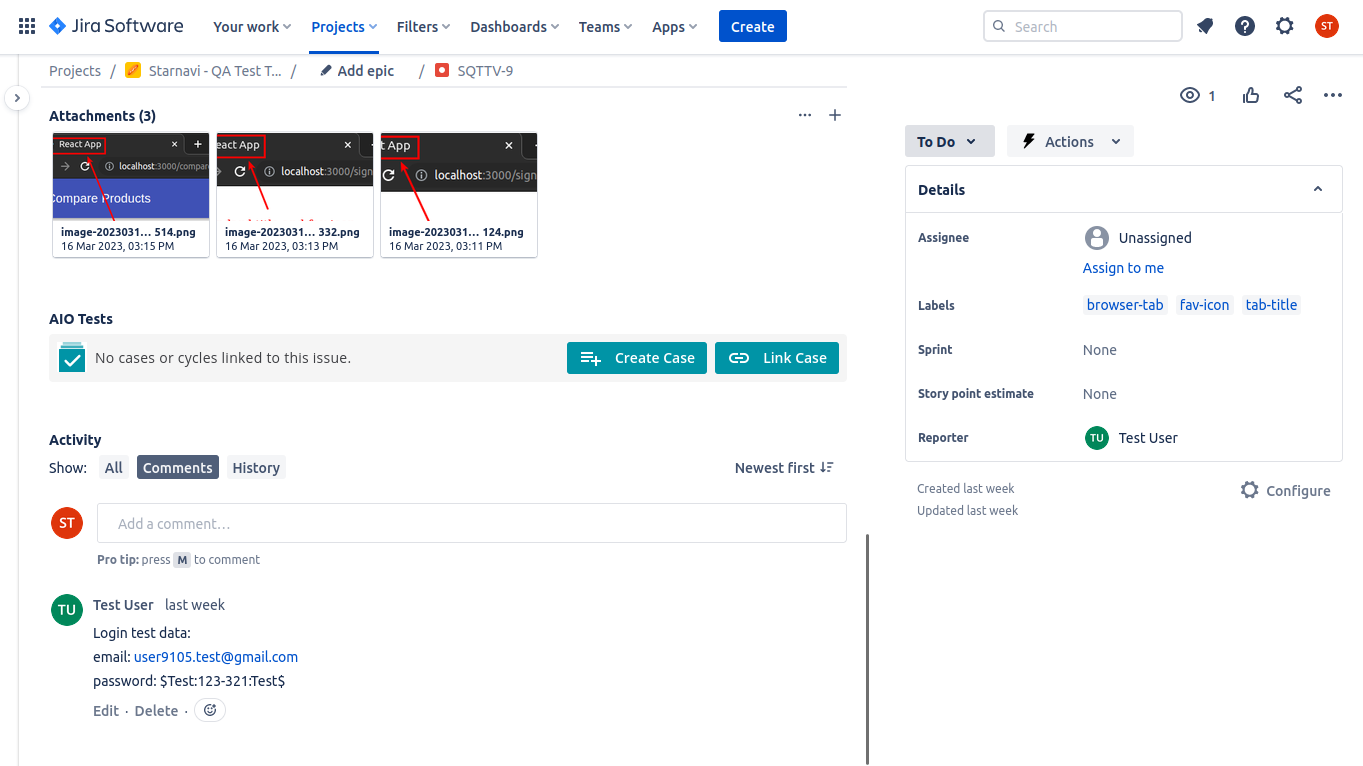 Jira Software
Your work
Projects
Filters
Dashboards
Teams
Apps
Create
Search
ST
Projects / Starnavi - QA Test T... / Add epic / SQTTV-9
1
Attachments (3)
React App
localhost:3000/compar
Compare Products
image-2023031... 514.png
16 Mar 2023, 03:15 PM
eact App
localhost:3000/sign
image-2023031... 332.png
16 Mar 2023, 03:13 PM
t App
localhost:3000/sign
image-2023031... 124.png
16 Mar 2023, 03:11 PM
AIO Tests
No cases or cycles linked to this issue.
Create Case
Link Case
Activity
Show: All Comments History
Newest first
ST
Add a comment…
Pro tip: press M to comment
TU
Test User last week
Login test data:
email: user9105.test@gmail.com
password: $Test:123-321:Test$
Edit · Delete ·
To Do
Actions
Details
Assignee
Unassigned
Assign to me
Labels
browser-tab fav-icon tab-title
Sprint
None
Story point estimate
None
Reporter
TU Test User
Created last week
Updated last week
Configure